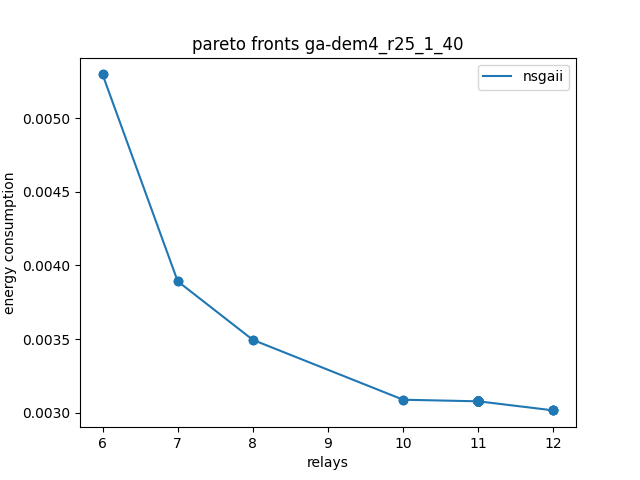 pareto fronts ga-dem4_r25_1_40
nsgaii
energy consumption
0.0050
0.0045
0.0040
0.0035
0.0030
6 7 8 9 10 11 12
relays